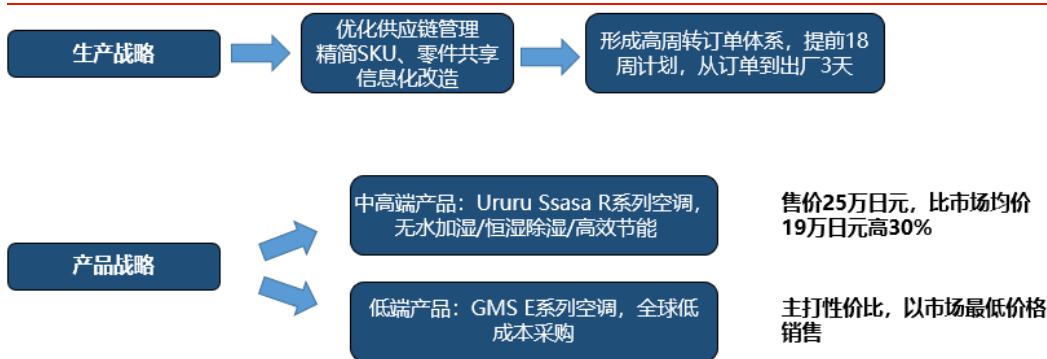 生产战略
优化供应链管理
精简SKU、零件共享
信息化改造
形成高周转订单体系，提前18
周计划，从订单到出厂3天
中高端产品：Ururu Ssasa R系列空调，
无水加湿/恒湿除湿/高效节能
售价25万日元，比市场均价
19万日元高30%
产品战略
低端产品：GMS E系列空调，全球低
成本采购
主打性价比，以市场最低价格
销售